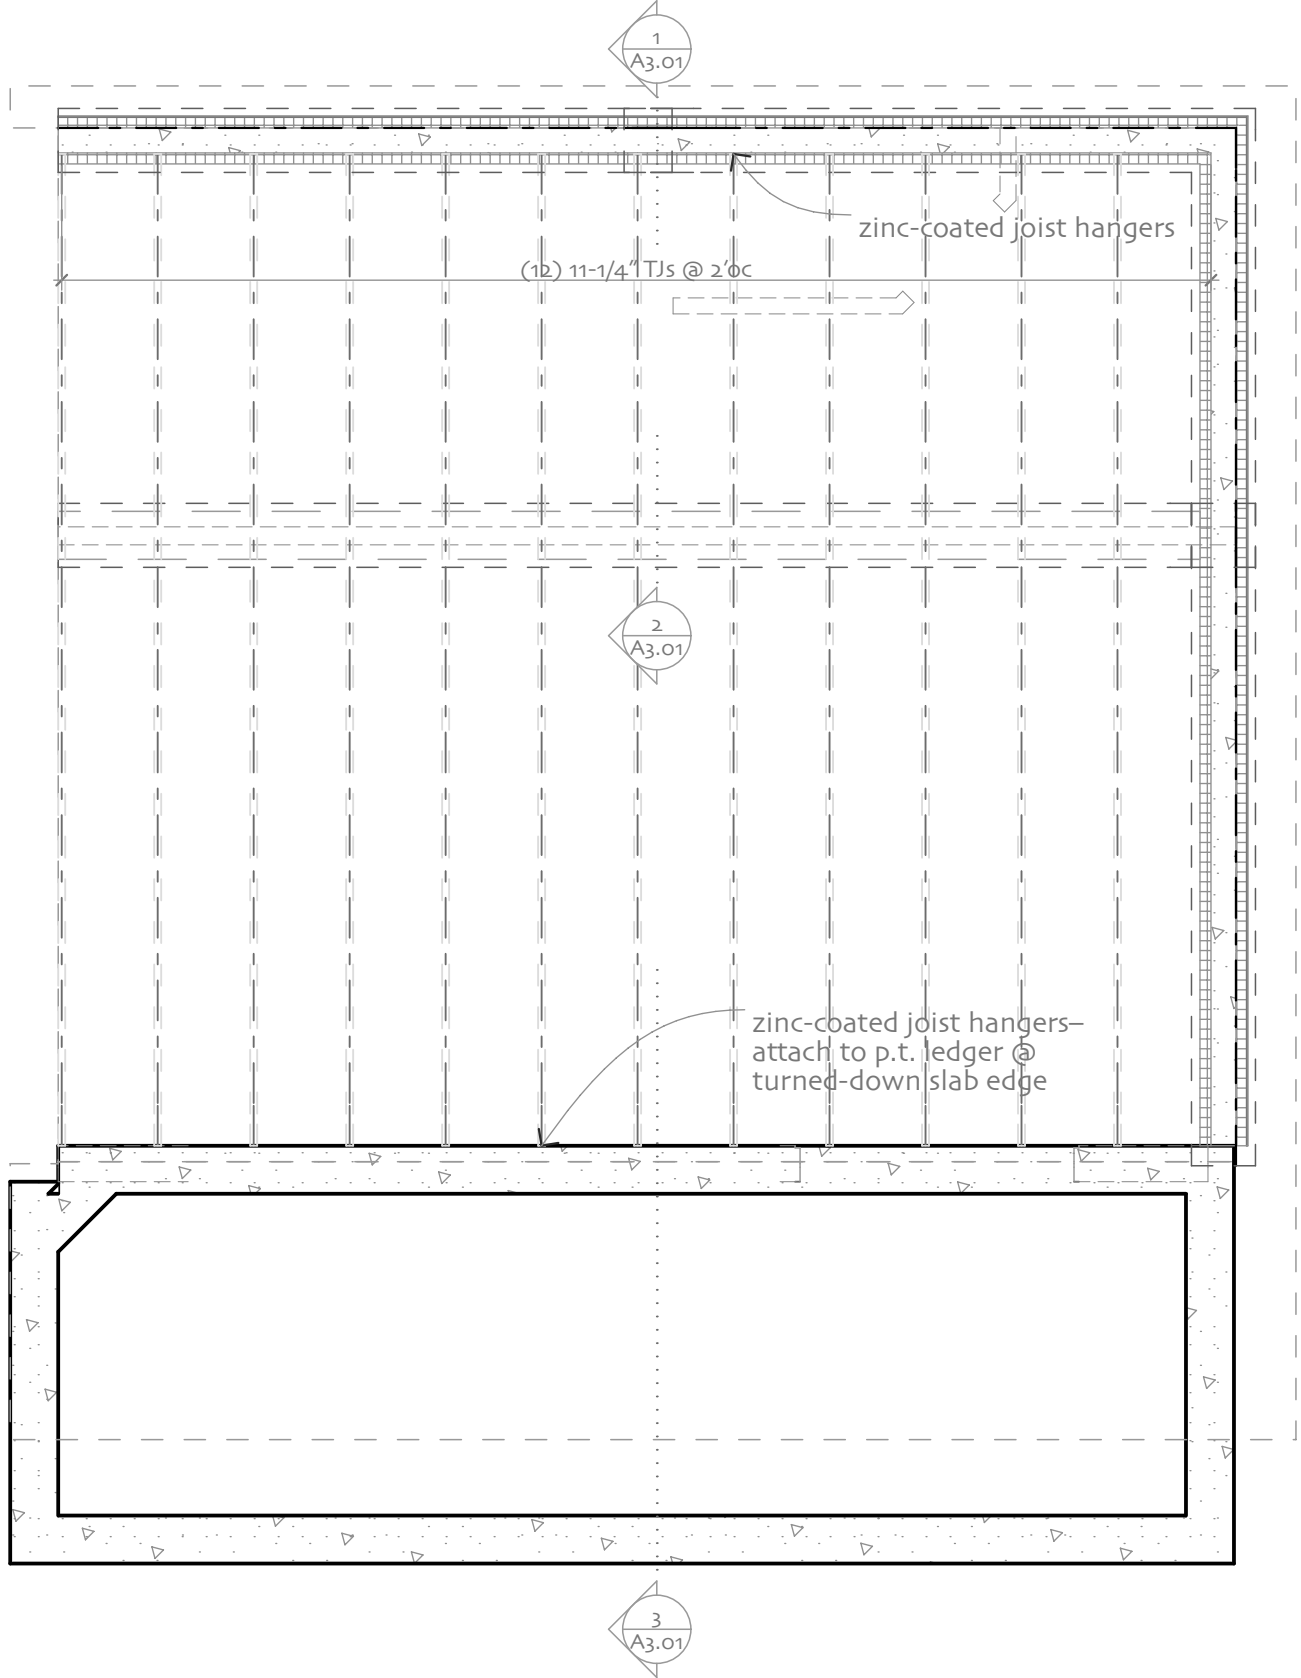 1
A3.01
zinc-coated joist hangers
(12) 11-1/4" TJs @ 2'oc
2
A3.01
zinc-coated joist hangers–
attach to p.t. ledger @
turned-down slab edge
3
A3.01